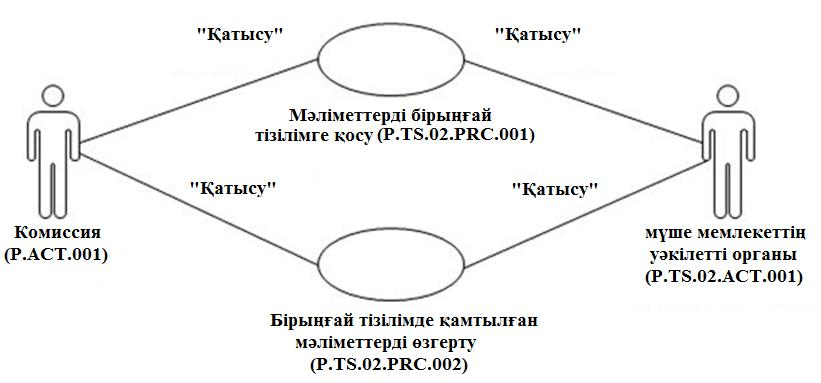 "Қатысу"
"Қатысу"
Мәліметтерді бірыңғай
тізілімге қосу (P.TS.02.PRC.001)
"Қатысу"
"Қатысу"
Комиссия
(P.ACT.001)
мүше мемлекеттің
уәкілетті органы
(P.TS.02.ACT.001)
Бірыңғай тізілімде қамтылған
мәліметтерді өзгерту
(P.TS.02.PRC.002)